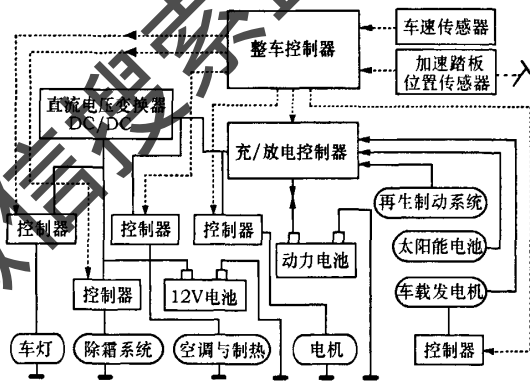 整车控制器
车速传感器
加速踏板
位置传感器
直流电压变换器
DC/DC
充/放电控制器
再生制动系统
控制器
控制器
控制器
动力电池
太阳能电池
控制器
12V电池
车载发电机
车灯
除霜系统
空调与制热
电机
控制器
信搜索